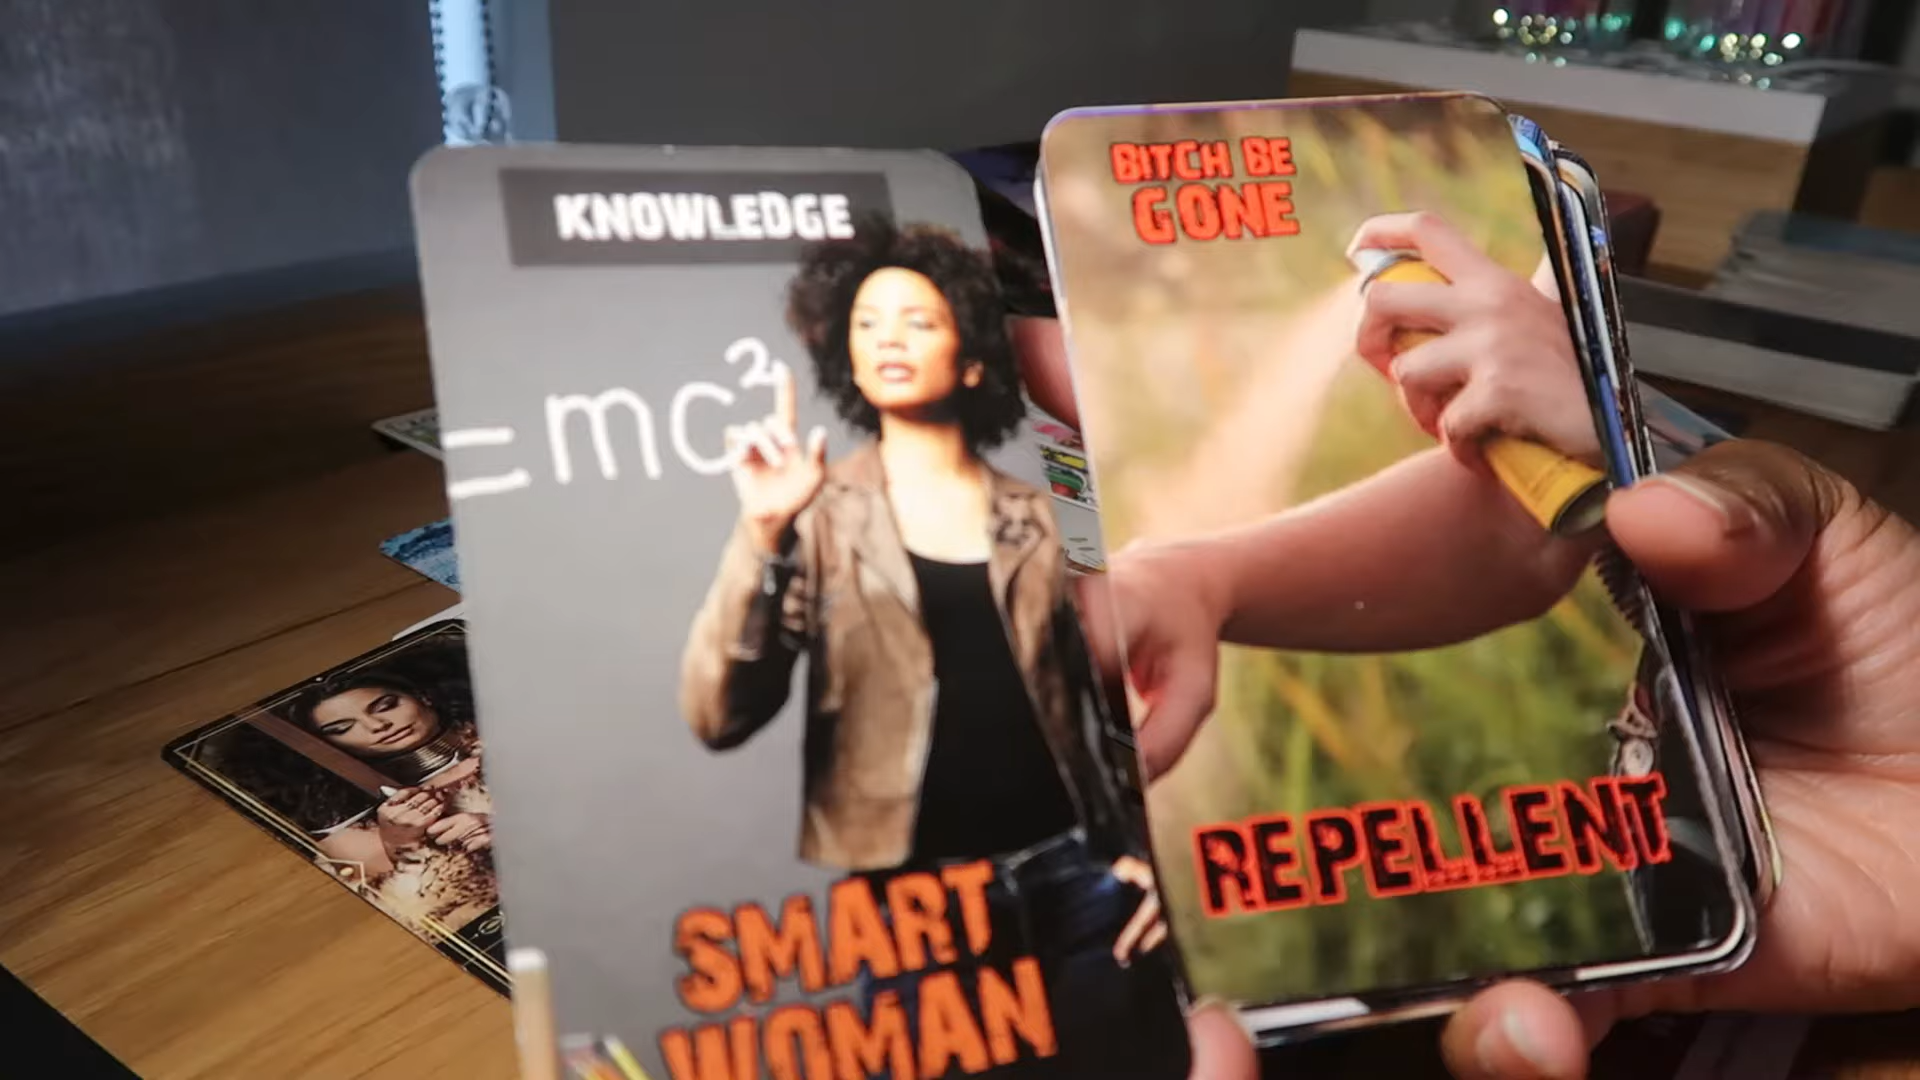 KNOWLEDGE
=mc²
SMART
WOMAN
BITCH BE
GONE
REPELLENT